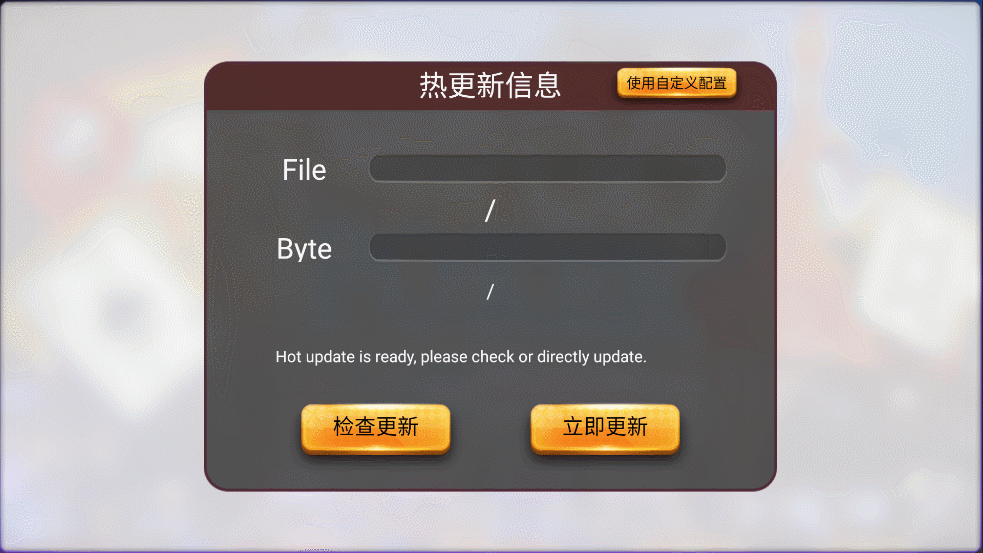 热更新信息
使用自定义配置
File
/
Byte
/
Hot update is ready, please check or directly update.
检查更新
立即更新